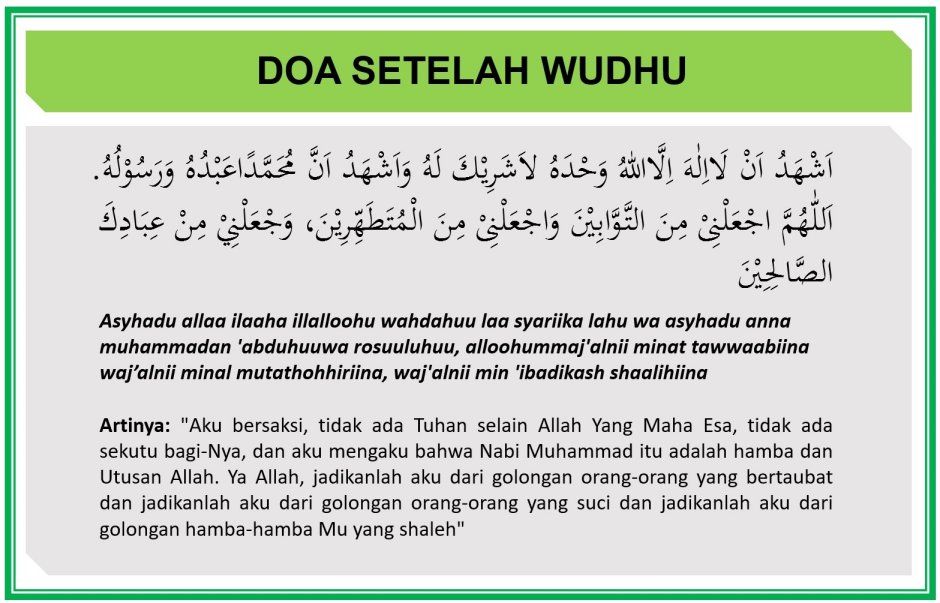 DOA SETELAH WUDHU
اَشْهَدُ اَنْ لَااِلٰهَ اِلَّااللهُ وَحْدَهُ لاَشَرِيْكَ لَهُ وَاَشْهَدُ اَنَّ مُحَمَّدًاعَبْدُهُ وَرَسُوْلُهُ.
اَللّٰهُمَّ اجْعَلْنِىْ مِنَ التَّوَّابِيْنَ وَاجْعَلْنِىْ مِنَ الْمُتَطَهِّرِيْنَ، وَجْعَلْنِيْ مِنْ عِبَادِكَ
الصَّالِحِيْنَ
Asyhadu allaa ilaaha illalloohu wahdahuu laa syariika lahu wa asyhadu anna
muhammadan 'abduhuuwa rosuuluhuu, alloohummaj'alnii minat tawwaabiina
waj’alnii minal mutathohhiriina, waj'alnii min 'ibadikash shaalihiina
Artinya: "Aku bersaksi, tidak ada Tuhan selain Allah Yang Maha Esa, tidak ada
sekutu bagi-Nya, dan aku mengaku bahwa Nabi Muhammad itu adalah hamba dan
Utusan Allah. Ya Allah, jadikanlah aku dari golongan orang-orang yang bertaubat
dan jadikanlah aku dari golongan orang-orang yang suci dan jadikanlah aku dari
golongan hamba-hamba Mu yang shaleh"